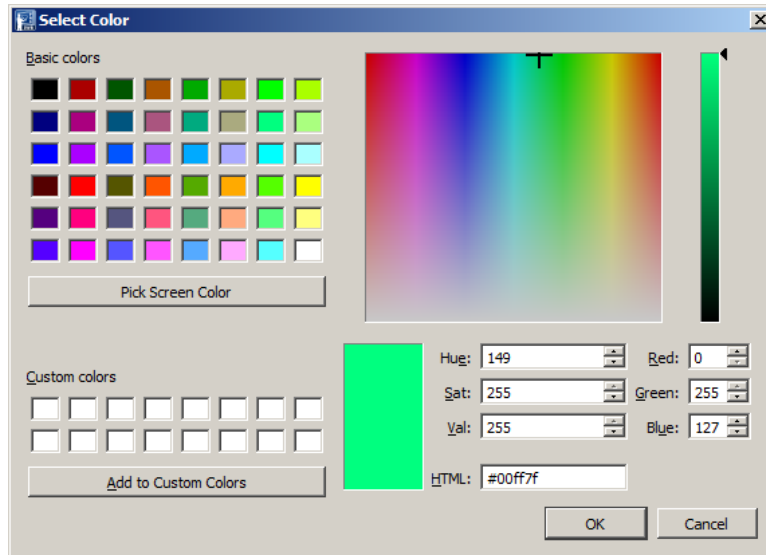 Select Color
Basic colors
Pick Screen Color
Custom colors
Add to Custom Colors
Hue: 149 Red: 0
Sat: 255 Green: 255
Val: 255 Blue: 127
HTML: #00ff7f
OK Cancel